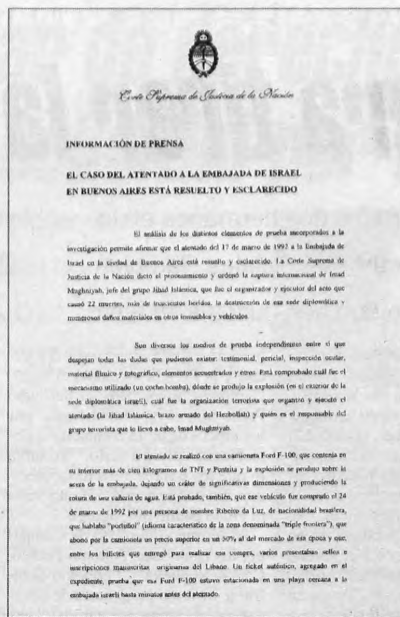 Corte Suprema de Justicia de la Nación
INFORMACIÓN DE PRENSA
EL CASO DEL ATENTADO A LA EMBAJADA DE ISRAEL
EN BUENOS AIRES ESTÁ RESUELTO Y ESCLARECIDO
El análisis de los distintos elementos de prueba incorporados a la
investigación permite afirmar que el atentado del 17 de marzo de 1992 a la Embajada de
Israel en la ciudad de Buenos Aires está resuelto y esclarecido. La Corte Suprema de
Justicia de la Nación dictó el procesamiento y ordenó la captura internacional de Imad
Mughniyah, jefe del grupo Jihad Islámica, que fue el organizador y ejecutor del acto que
causó 22 muertes, más de trescientos heridos, la destrucción de esa sede diplomática y
numerosos daños materiales en otros inmuebles y vehículos.
Son diversos los medios de prueba independientes entre sí que
despejan todas las dudas que pudieron existir: testimonial, pericial, inspección ocular,
material fílmico y fotográfico, elementos secuestrados y otros. Está comprobado cuál fue el
mecanismo utilizado (un coche bomba), dónde se produjo la explosión (en el exterior de la
sede diplomática israelí), cuál fue la organización terrorista que organizó y ejecutó el
atentado (la Jihad Islámica, brazo armado del Hezbollah) y quién es el responsable del
grupo terrorista que lo llevó a cabo, Imad Mughniyah.
El atentado se realizó con una camioneta Ford F-100, que contenía en
su interior más de cien kilogramos de TNT y Pentrita y la explosión se produjo sobre la
acera de la embajada, dejando un cráter de significativas dimensiones y produciendo la
rotura de una cañería de agua. Está probado, también, que ese vehículo fue comprado el 24
de marzo de 1992 por una persona de nombre Ribeiro da Luz, de nacionalidad brasilera,
que hablaba "portuñol" (idioma característico de la zona denominada "triple frontera"), que
abonó por la camioneta un precio superior en un 50% al del mercado de esa época y que,
entre los billetes que entregó para realizar esa compra, varios presentaban sellos e
inscripciones manuscritas originarias del Líbano. Un ticket auténtico, agregado en el
expediente, prueba que esa Ford F-100 estuvo estacionada en una playa cercana a la
embajada israelí hasta minutos antes del atentado.